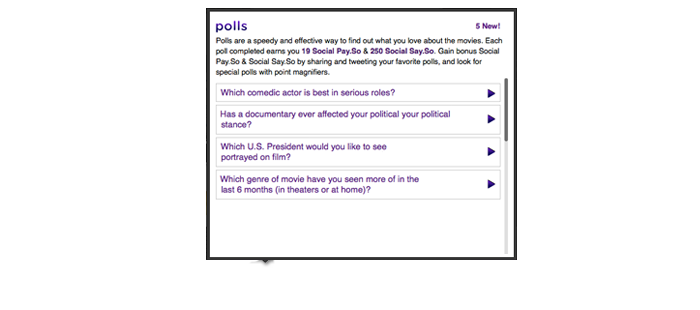 polls
5 New!
Polls are a speedy and effective way to find out what you love about the movies. Each
poll completed earns you 19 Social Pay.So & 250 Social Say.So. Gain bonus Social
Pay.So & Social Say.So by sharing and tweeting your favorite polls, and look for
special polls with point magnifiers.
Which comedic actor is best in serious roles?
Has a documentary ever affected your political your political
stance?
Which U.S. President would you like to see
portrayed on film?
Which genre of movie have you seen more of in the
last 6 months (in theaters or at home)?